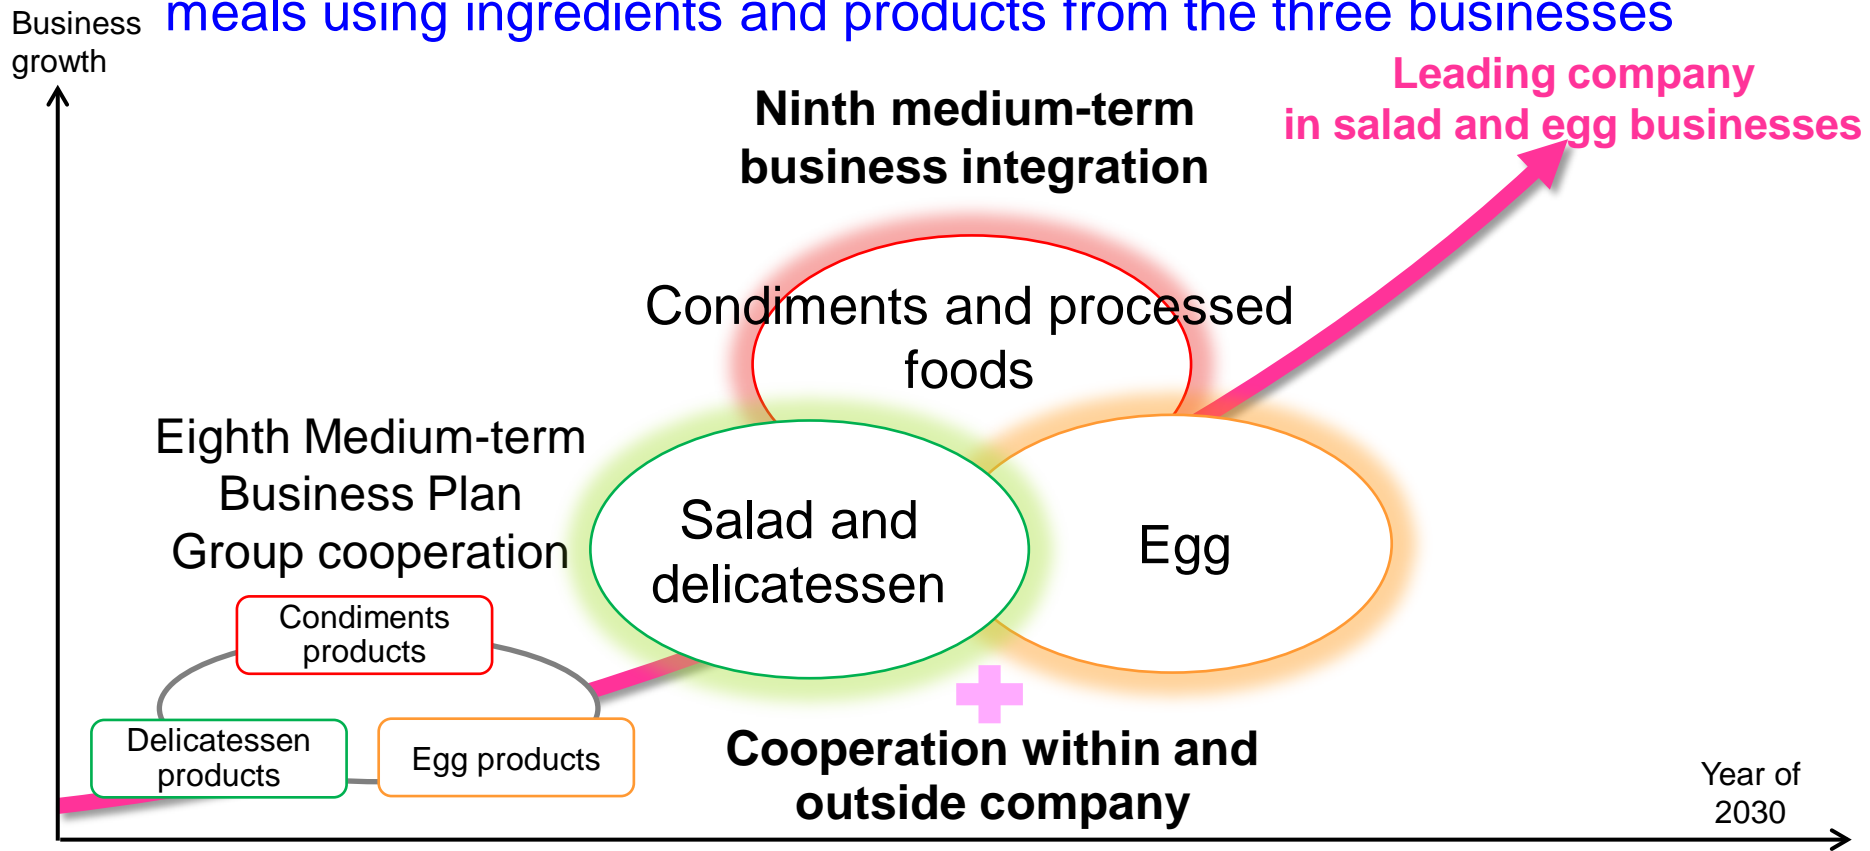 meals using ingredients and products from the three businesses
Business
growth
Leading company
in salad and egg businesses
Ninth medium-term
business integration
Condiments and processed
foods
Eighth Medium-term
Business Plan
Group cooperation
Salad and
delicatessen
Egg
Condiments
products
Delicatessen
products
Egg products
Cooperation within and
outside company
Year of
2030